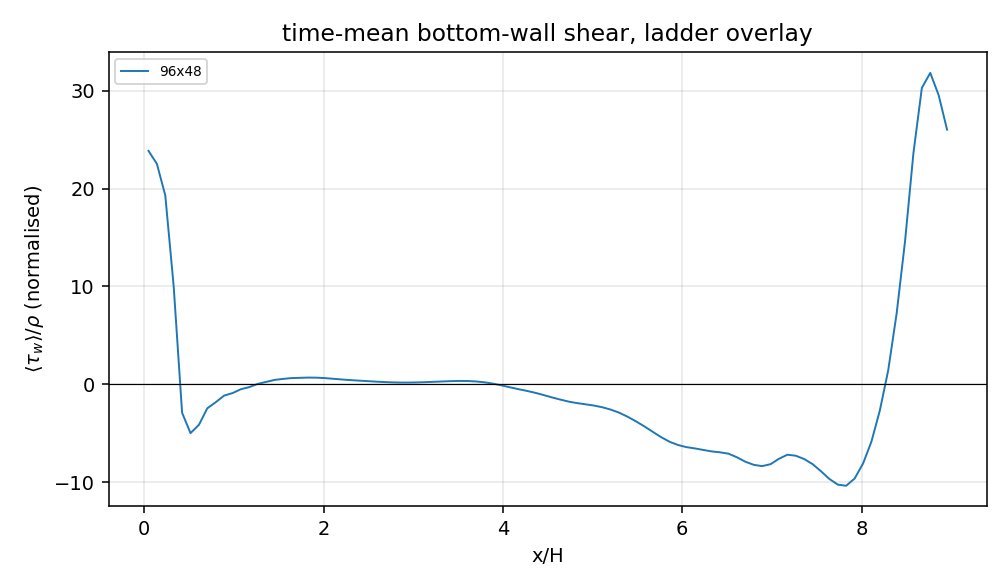 time-mean bottom-wall shear, ladder overlay
96x48
⟨τ_w⟩/ρ (normalised)
30
20
10
0
−10
0 2 4 6 8
x/H